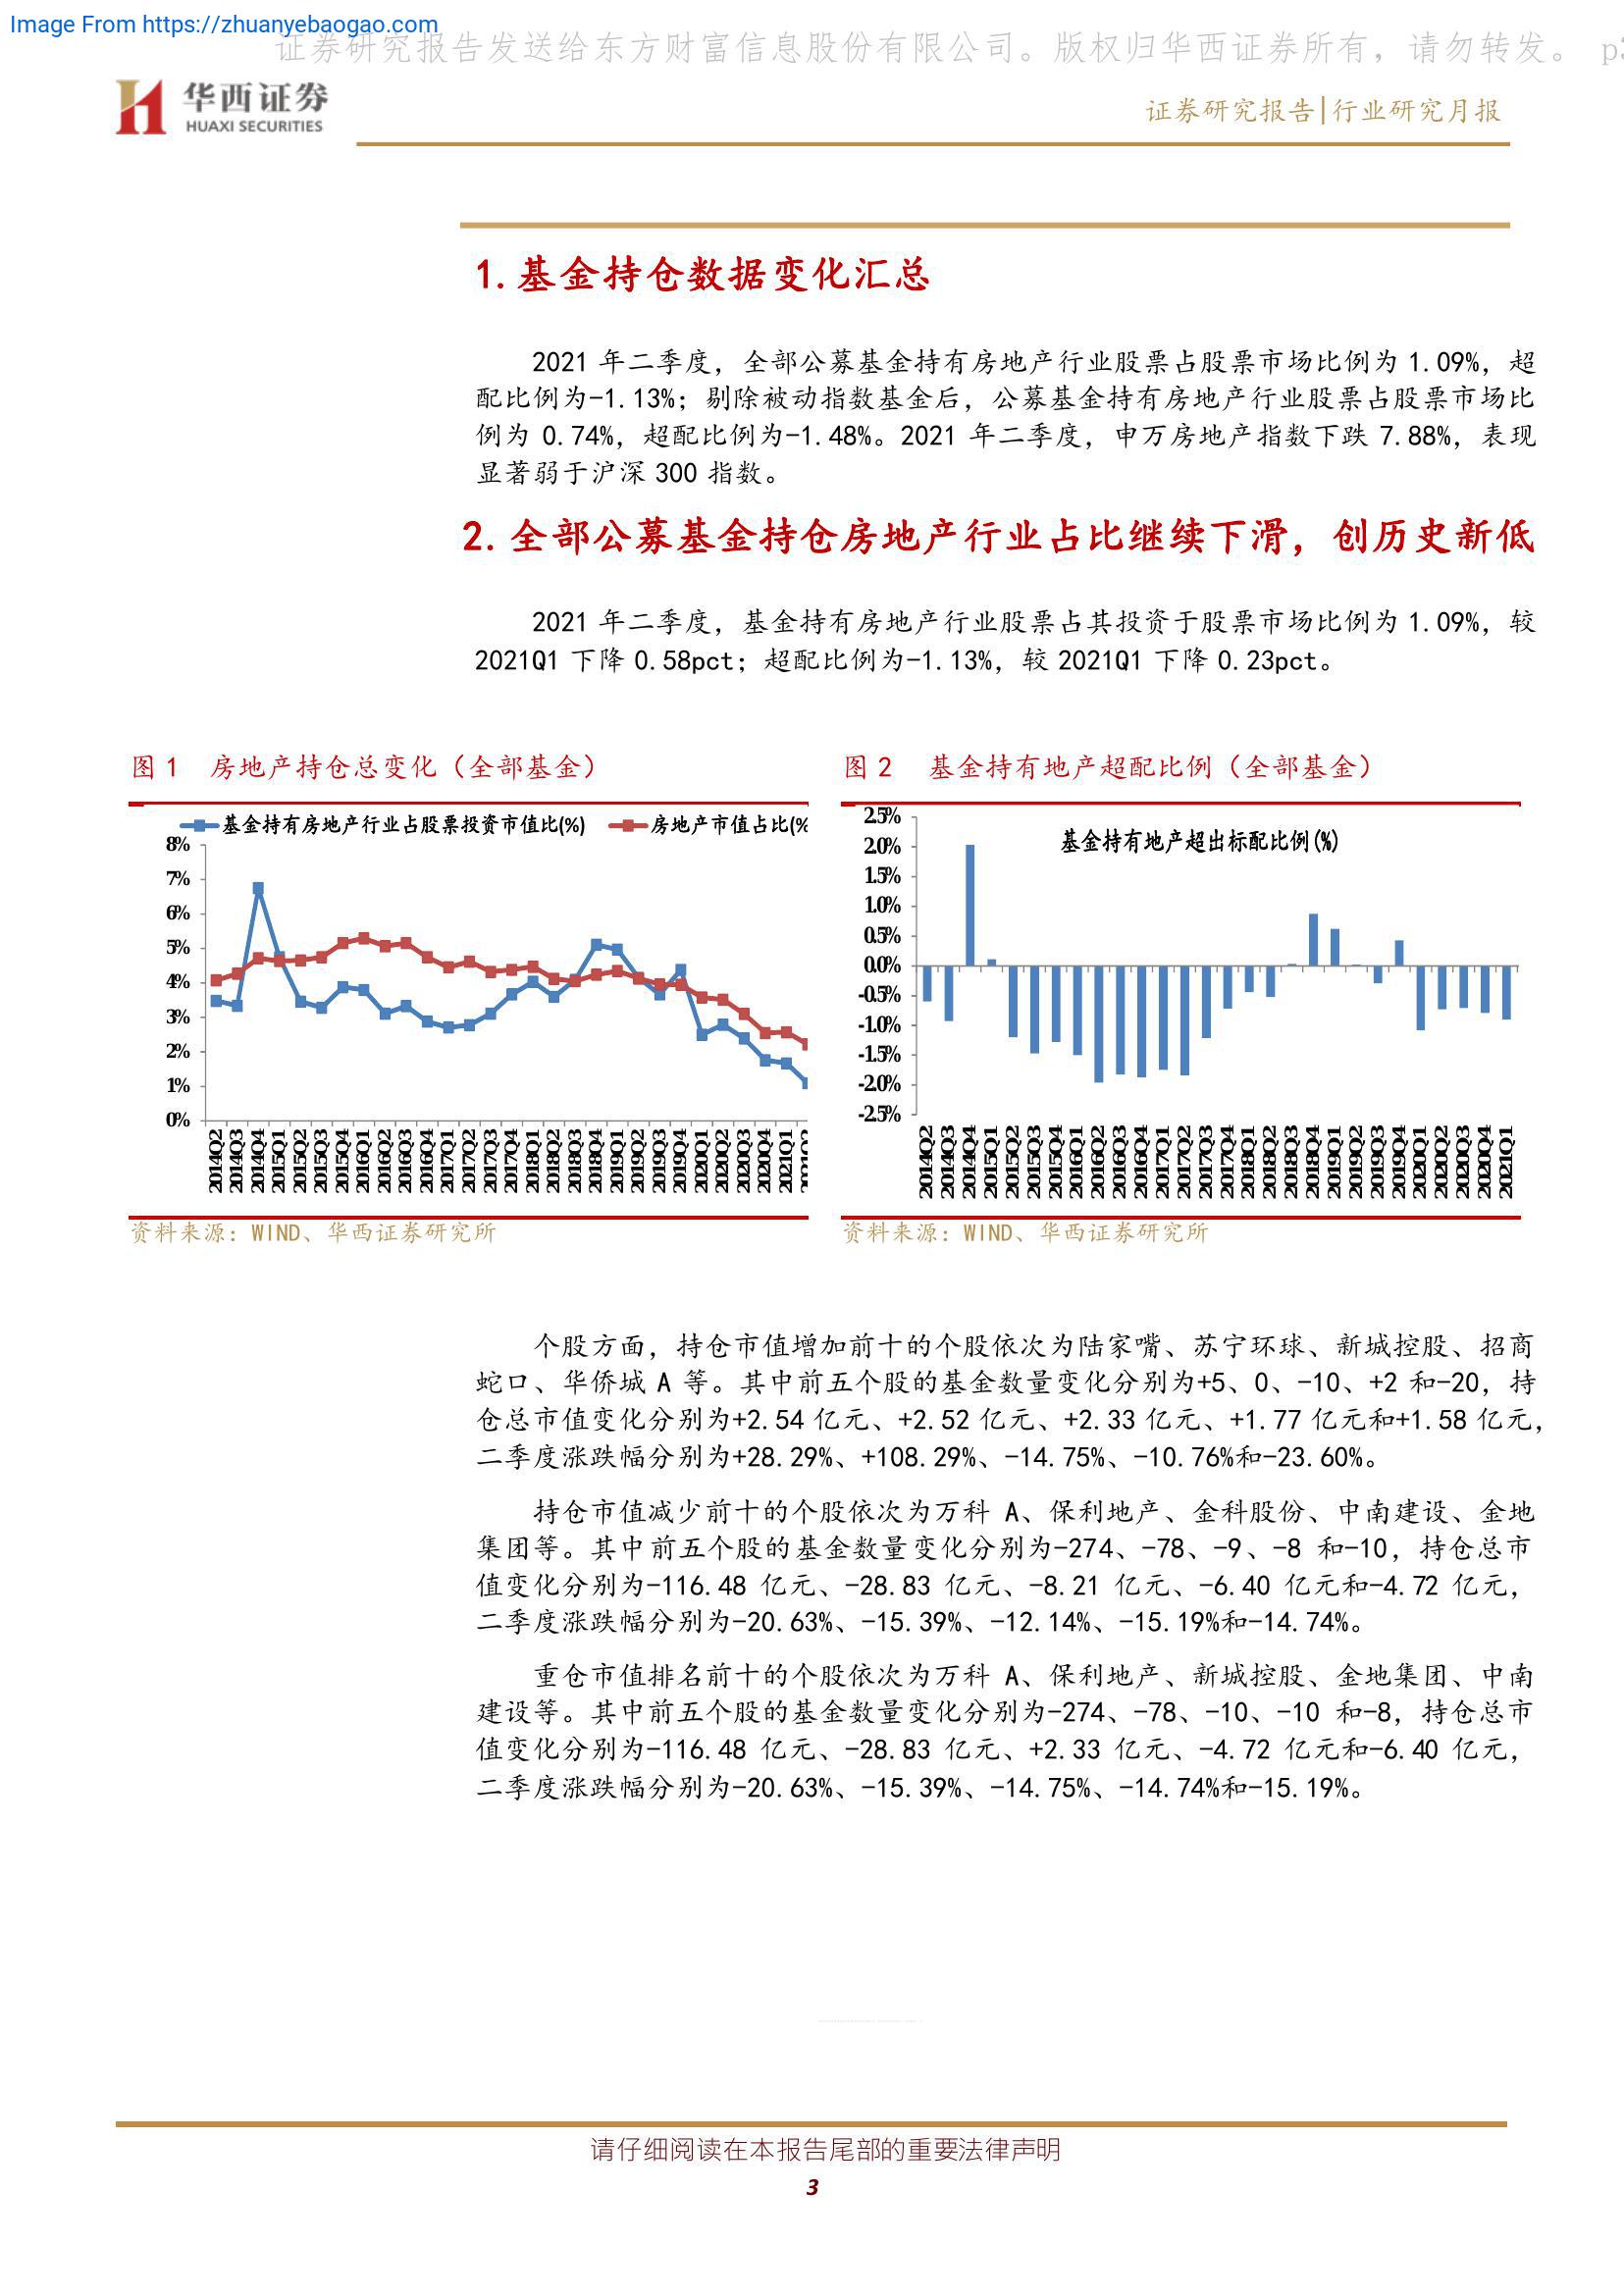 Image From https://zhuanyebaogao.com
证券研究报告发送给东方财富信息股份有限公司。版权归华西证券所有，请勿转发。 p3
华西证券
HUAXI SECURITIES
证券研究报告|行业研究月报
1.基金持仓数据变化汇总
2021 年二季度，全部公募基金持有房地产行业股票占股票市场比例为 1.09%，超
配比例为-1.13%；剔除被动指数基金后，公募基金持有房地产行业股票占股票市场比
例为 0.74%，超配比例为-1.48%。2021 年二季度，申万房地产指数下跌 7.88%，表现
显著弱于沪深 300 指数。
2.全部公募基金持仓房地产行业占比继续下滑，创历史新低
2021 年二季度，基金持有房地产行业股票占其投资于股票市场比例为 1.09%，较
2021Q1 下降 0.58pct；超配比例为-1.13%，较 2021Q1 下降 0.23pct。
图 1 房地产持仓总变化（全部基金）
基金持有房地产行业占股票投资市值比(%) 房地产市值占比(%
8%
7%
6%
5%
4%
3%
2%
1%
0%
2014Q2 2014Q3 2014Q4 2015Q1 2015Q2 2015Q3 2015Q4 2016Q1 2016Q2 2016Q3 2016Q4 2017Q1 2017Q2 2017Q3 2017Q4 2018Q1 2018Q2 2018Q3 2018Q4 2019Q1 2019Q2 2019Q3 2019Q4 2020Q1 2020Q2 2020Q3 2020Q4 2021Q1
资料来源：WIND、华西证券研究所
图 2 基金持有地产超配比例（全部基金）
基金持有地产超出标配比例(%)
2.5%
2.0%
1.5%
1.0%
0.5%
0.0%
-0.5%
-1.0%
-1.5%
-2.0%
-2.5%
2014Q2 2014Q3 2014Q4 2015Q1 2015Q2 2015Q3 2015Q4 2016Q1 2016Q2 2016Q3 2016Q4 2017Q1 2017Q2 2017Q3 2017Q4 2018Q1 2018Q2 2018Q3 2018Q4 2019Q1 2019Q2 2019Q3 2019Q4 2020Q1 2020Q2 2020Q3 2020Q4 2021Q1
资料来源：WIND、华西证券研究所
个股方面，持仓市值增加前十的个股依次为陆家嘴、苏宁环球、新城控股、招商
蛇口、华侨城 A 等。其中前五个股的基金数量变化分别为+5、0、-10、+2 和-20，持
仓总市值变化分别为+2.54 亿元、+2.52 亿元、+2.33 亿元、+1.77 亿元和+1.58 亿元，
二季度涨跌幅分别为+28.29%、+108.29%、-14.75%、-10.76%和-23.60%。
持仓市值减少前十的个股依次为万科 A、保利地产、金科股份、中南建设、金地
集团等。其中前五个股的基金数量变化分别为-274、-78、-9、-8 和-10，持仓总市
值变化分别为-116.48 亿元、-28.83 亿元、-8.21 亿元、-6.40 亿元和-4.72 亿元，
二季度涨跌幅分别为-20.63%、-15.39%、-12.14%、-15.19%和-14.74%。
重仓市值排名前十的个股依次为万科 A、保利地产、新城控股、金地集团、中南
建设等。其中前五个股的基金数量变化分别为-274、-78、-10、-10 和-8，持仓总市
值变化分别为-116.48 亿元、-28.83 亿元、+2.33 亿元、-4.72 亿元和-6.40 亿元，
二季度涨跌幅分别为-20.63%、-15.39%、-14.75%、-14.74%和-15.19%。
请仔细阅读在本报告尾部的重要法律声明
3